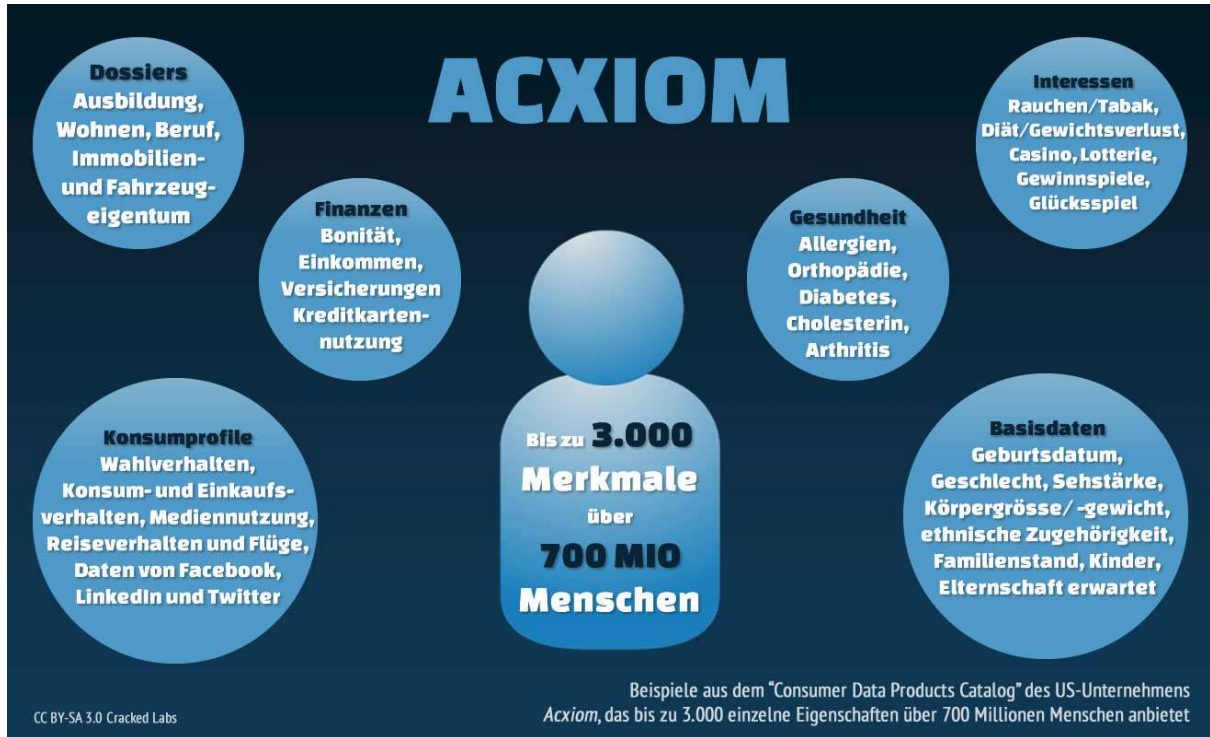 ACXIOM
Dossiers
Ausbildung,
Wohnen, Beruf,
Immobilien-
und Fahrzeug-
eigentum
Finanzen
Bonität,
Einkommen,
Versicherungen
Kreditkarten-
nutzung
Konsumprofile
Wahlverhalten,
Konsum- und Einkaufs-
verhalten, Mediennutzung,
Reiseverhalten und Flüge,
Daten von Facebook,
LinkedIn und Twitter
Bis zu 3.000
Merkmale
über
700 MIO
Menschen
Interessen
Rauchen/Tabak,
Diät/Gewichtsverlust,
Casino, Lotterie,
Gewinnspiele,
Glücksspiel
Gesundheit
Allergien,
Orthopädie,
Diabetes,
Cholesterin,
Arthritis
Basisdaten
Geburtsdatum,
Geschlecht, Sehstärke,
Körpergrösse/ -gewicht,
ethnische Zugehörigkeit,
Familienstand, Kinder,
Elternschaft erwartet
CC BY-SA 3.0 Cracked Labs
Beispiele aus dem “Consumer Data Products Catalog” des US-Unternehmens
Acxiom, das bis zu 3.000 einzelne Eigenschaften über 700 Millionen Menschen anbietet